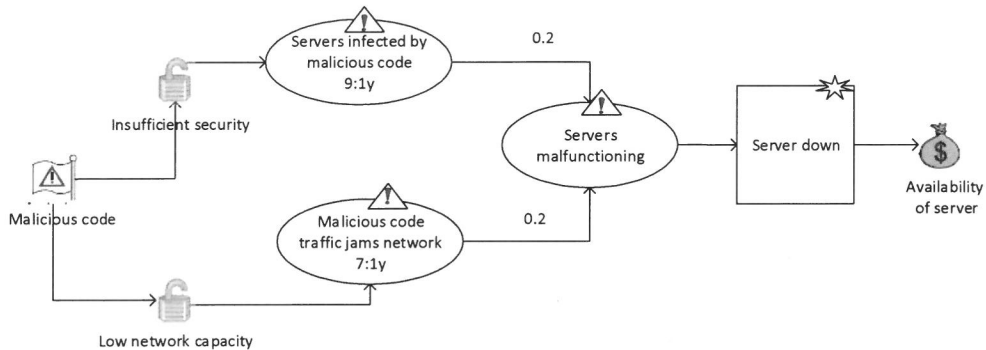 Servers infected by
malicious code
9:1y
0.2
Insufficient security
Servers
malfunctioning
Server down
$
Availability
of server
Malicious code
Malicious code
traffic jams network
7:1y
0.2
Low network capacity